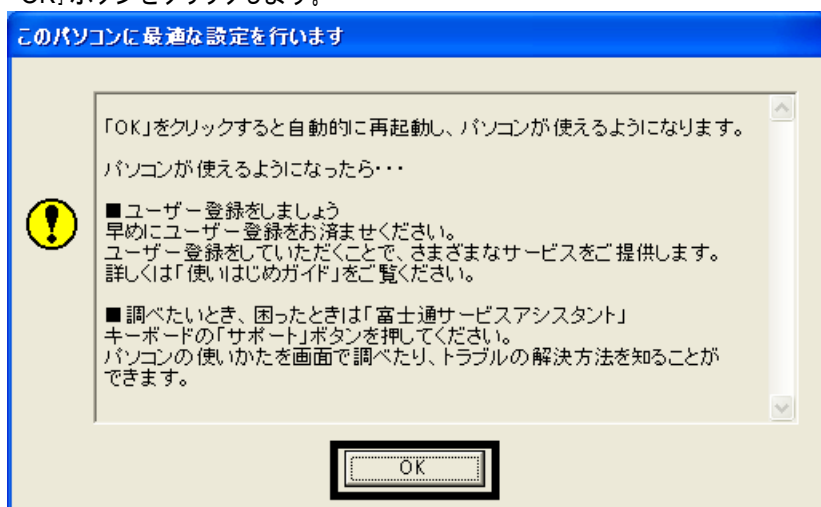 OK]ボタンをクリックします。
このパソコンに最適な設定を行います
「OK」をクリックすると自動的に再起動し、パソコンが使えるようになります。
パソコンが使えるようになったら・・・
■ユーザー登録をしましょう
早めにユーザー登録をお済ませください。
ユーザー登録をしていただくことで、さまざまなサービスをご提供します。
詳しくは「使いはじめガイド」をご覧ください。
■調べたいとき、困ったときは「富士通サービスアシスタント」
キーボードの「サポート」ボタンを押してください。
パソコンの使いかたを画面で調べたり、トラブルの解決方法を知ることが
できます。
OK